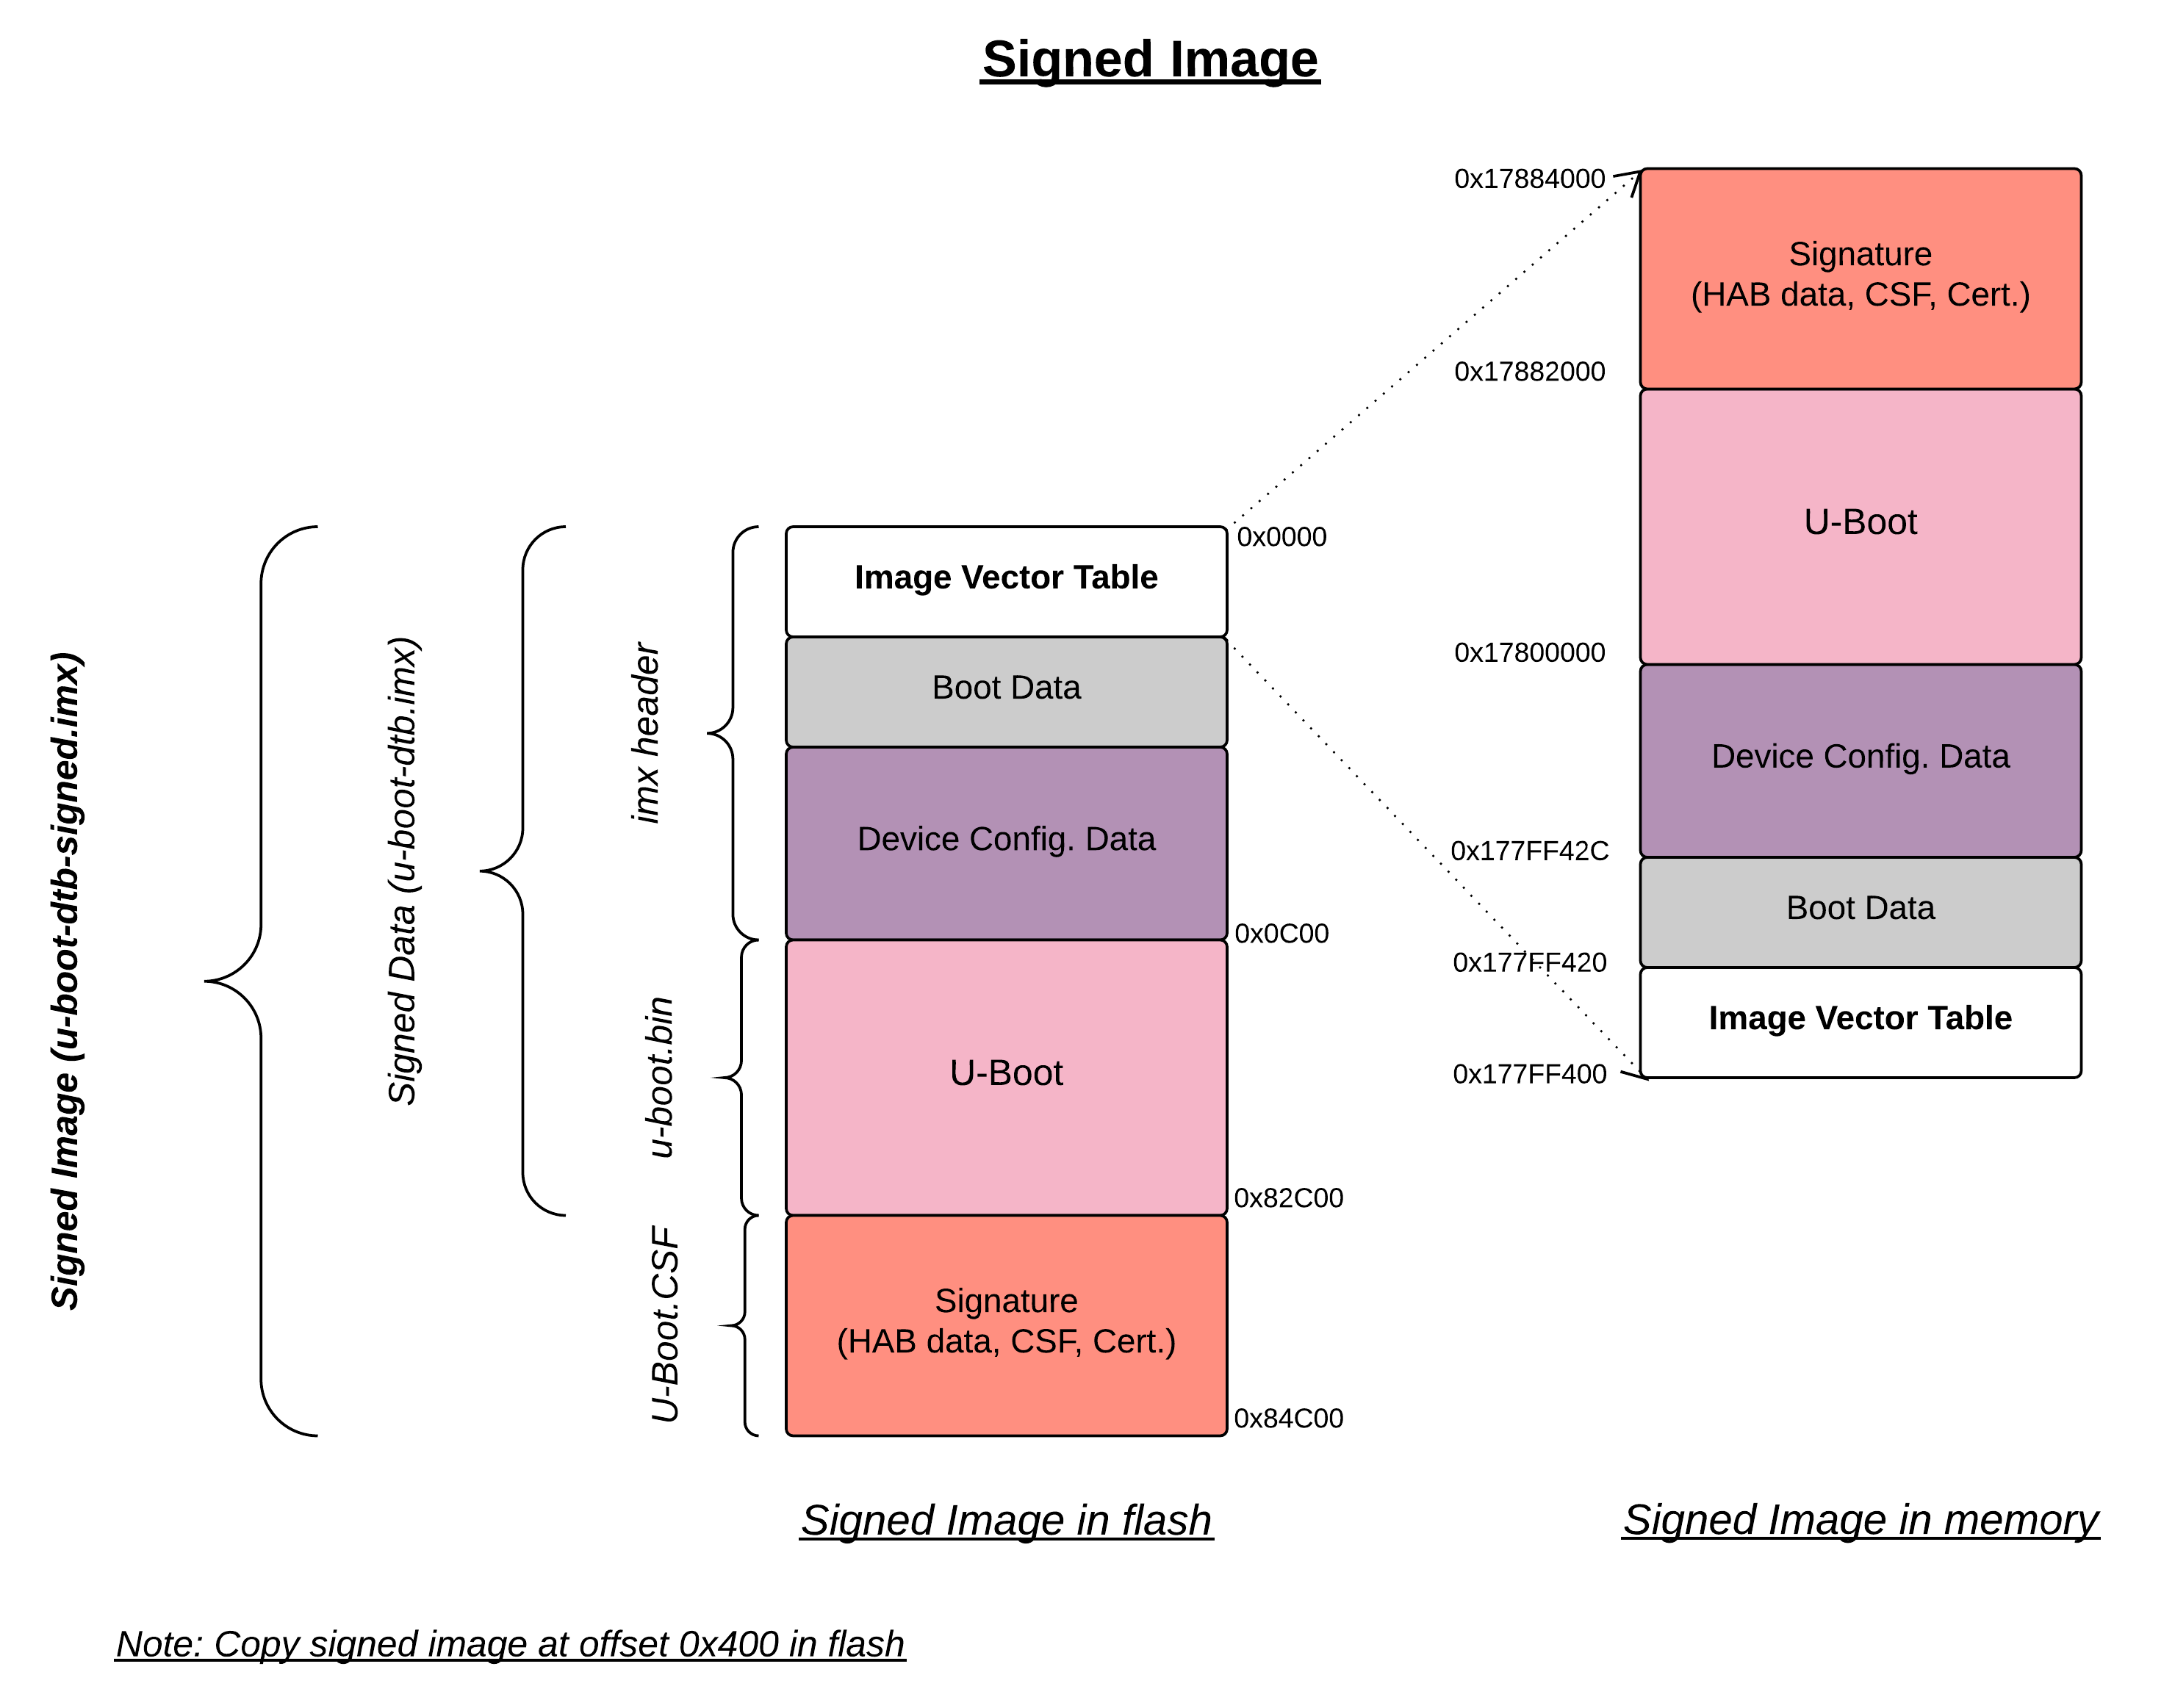 Signed Image
Signed Image (u-boot-dtb-signed.imx)
Signed Data (u-boot-dtb.imx)
imx header
u-boot.bin
U-Boot.CSF
Image Vector Table
Boot Data
Device Config. Data
U-Boot
Signature
(HAB data, CSF, Cert.)
0x0000
0x0C00
0x82C00
0x84C00
Signed Image in flash
0x17884000
0x17882000
0x17800000
0x177FF42C
0x177FF420
0x177FF400
Signature
(HAB data, CSF, Cert.)
U-Boot
Device Config. Data
Boot Data
Image Vector Table
Signed Image in memory
Note: Copy signed image at offset 0x400 in flash